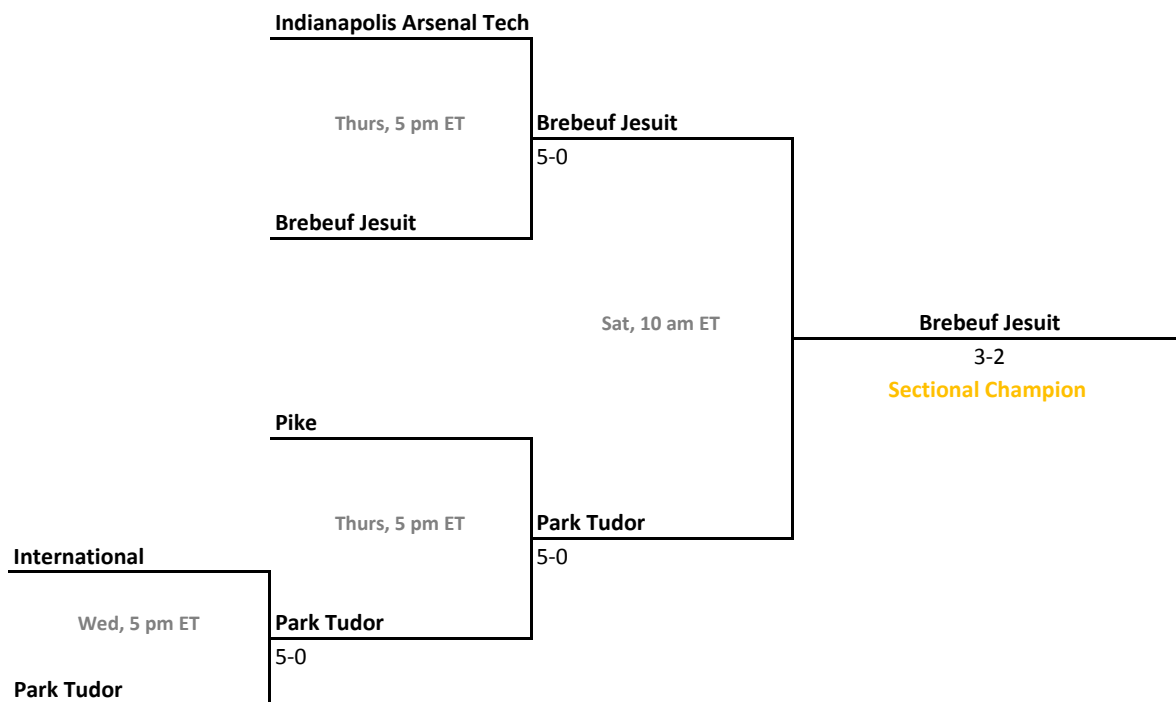 Indianapolis Arsenal Tech
Thurs, 5 pm ET
Brebeuf Jesuit
5-0
Brebeuf Jesuit
Sat, 10 am ET
Brebeuf Jesuit
3-2
Sectional Champion
Pike
Thurs, 5 pm ET
Park Tudor
5-0
International
Wed, 5 pm ET
Park Tudor
5-0
Park Tudor